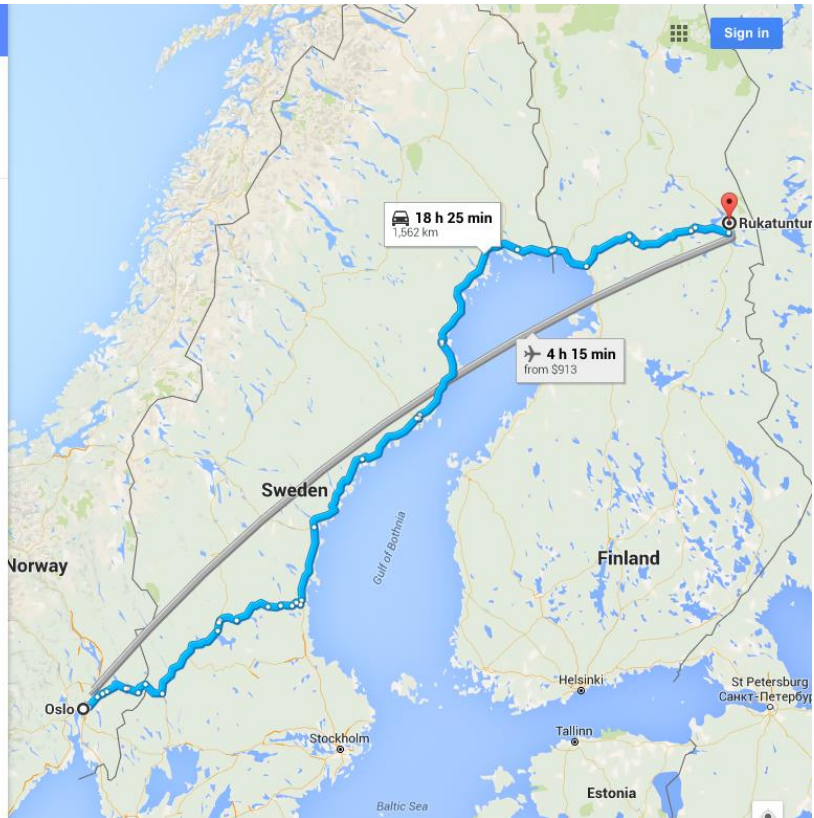 Sign in
18 h 25 min
1,562 km
Rukatuntur
4 h 15 min
from $913
Sweden
Gulf of Bothnia
Norway
Finland
Oslo
Helsinki
St Petersburg
Санкт-Петербур
Stockholm
Tallinn
Estonia
Baltic Sea